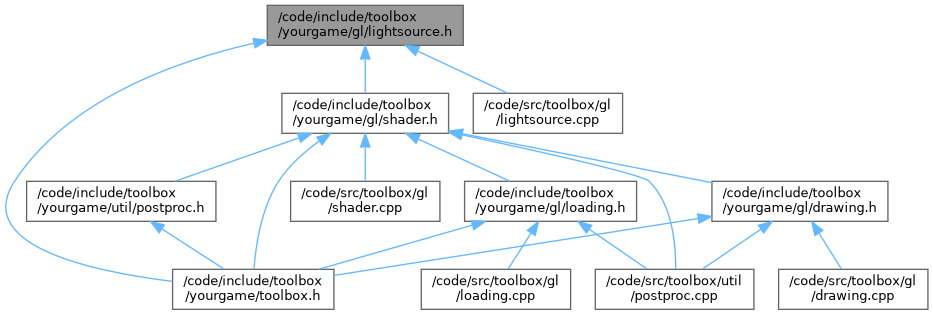 /code/include/toolbox
/yourgame/gl/lightsource.h
/code/include/toolbox
/yourgame/gl/shader.h
/code/src/toolbox/gl
/lightsource.cpp
/code/include/toolbox
/yourgame/util/postproc.h
/code/src/toolbox/gl
/shader.cpp
/code/include/toolbox
/yourgame/gl/loading.h
/code/include/toolbox
/yourgame/gl/drawing.h
/code/include/toolbox
/yourgame/toolbox.h
/code/src/toolbox/gl
/loading.cpp
/code/src/toolbox/util
/postproc.cpp
/code/src/toolbox/gl
/drawing.cpp